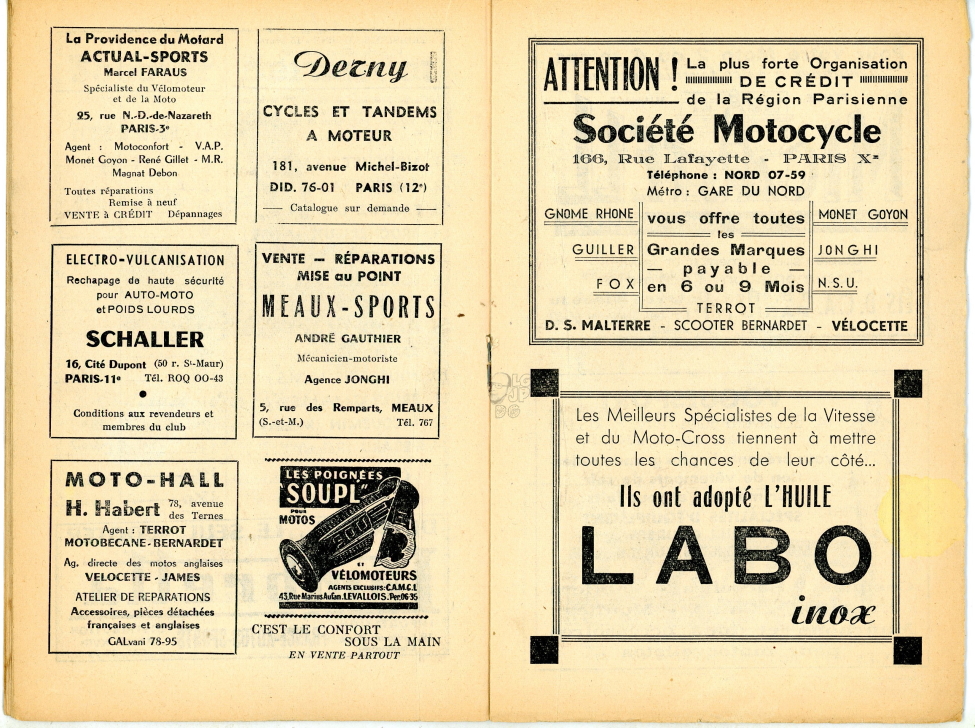 La Providence du Motard
ACTUAL-SPORTS
Marcel FARAUS
Spécialiste du Vélomoteur
et de la Moto
25, rue N.-D.-de-Nazareth
PARIS-3e
Agent : Motoconfort - V.A.P.
Monet Goyon - René Gillet - M.R.
Magnat Debon
Toutes réparations
Remise à neuf
VENTE à CRÉDIT Dépannages
Derny
CYCLES ET TANDEMS
A MOTEUR
181, avenue Michel-Bizot
DID. 76-01 PARIS (12e)
Catalogue sur demande
ELECTRO-VULCANISATION
Rechapage de haute sécurité
pour AUTO-MOTO
et POIDS LOURDS
SCHALLER
16, Cité Dupont (50 r. St-Maur)
PARIS-11e Tél. ROQ 00-43
Conditions aux revendeurs et
membres du club
VENTE - RÉPARATIONS
MISE au POINT
MEAUX-SPORTS
ANDRÉ GAUTHIER
Mécanicien-motoriste
Agence JONGHI
5, rue des Remparts, MEAUX
(S.-et-M.) Tél. 767
MOTO-HALL
H. Habert 78, avenue
des Ternes
Agent : TERROT
MOTOBECANE-BERNARDET
Ag. directe des motos anglaises
VELOCETTE - JAMES
ATELIER DE REPARATIONS
Accessoires, pièces détachées
françaises et anglaises
GALvani 78-95
LES POIGNÉES
"SOUPL"
POUR
MOTOS
ET
VÉLOMOTEURS
AGENTS EXCLUSIFS: C.A.M.C.L
43, Rue Marius Aufan. LEVALLOIS. Per. 06-35
C'EST LE CONFORT
SOUS LA MAIN
EN VENTE PARTOUT
ATTENTION ! La plus forte Organisation
DE CRÉDIT
de la Région Parisienne
Société Motocycle
166, Rue Lafayette - PARIS Xe
Téléphone : NORD 07-59
Métro : GARE DU NORD
GNOME RHONE vous offre toutes MONET GOYON
les
GUILLER Grandes Marques JONGHI
— payable —
FOX en 6 ou 9 Mois N.S.U.
TERROT
D. S. MALTERRE - SCOOTER BERNARDET - VÉLOCETTE
Les Meilleurs Spécialistes de la Vitesse
et du Moto-Cross tiennent à mettre
toutes les chances de leur côté...
Ils ont adopté L'HUILE
LABO
inox